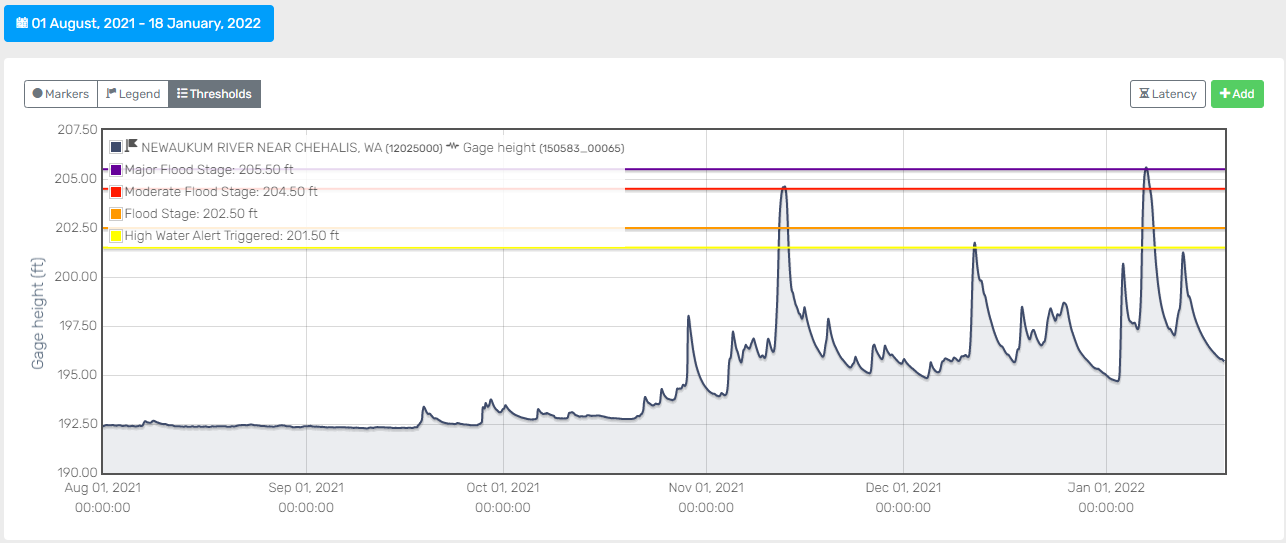 01 August, 2021 - 18 January, 2022
Markers Legend Thresholds Latency Add
207.50
NEWAUKUM RIVER NEAR CHEHALIS, WA (12025000) Gage height (150583_00065)
Major Flood Stage: 205.50 ft
205.00
Moderate Flood Stage: 204.50 ft
Flood Stage: 202.50 ft
202.50
High Water Alert Triggered: 201.50 ft
200.00
Gage height (ft)
197.50
195.00
192.50
190.00
Aug 01, 2021 Sep 01, 2021 Oct 01, 2021 Nov 01, 2021 Dec 01, 2021 Jan 01, 2022
00:00:00 00:00:00 00:00:00 00:00:00 00:00:00 00:00:00